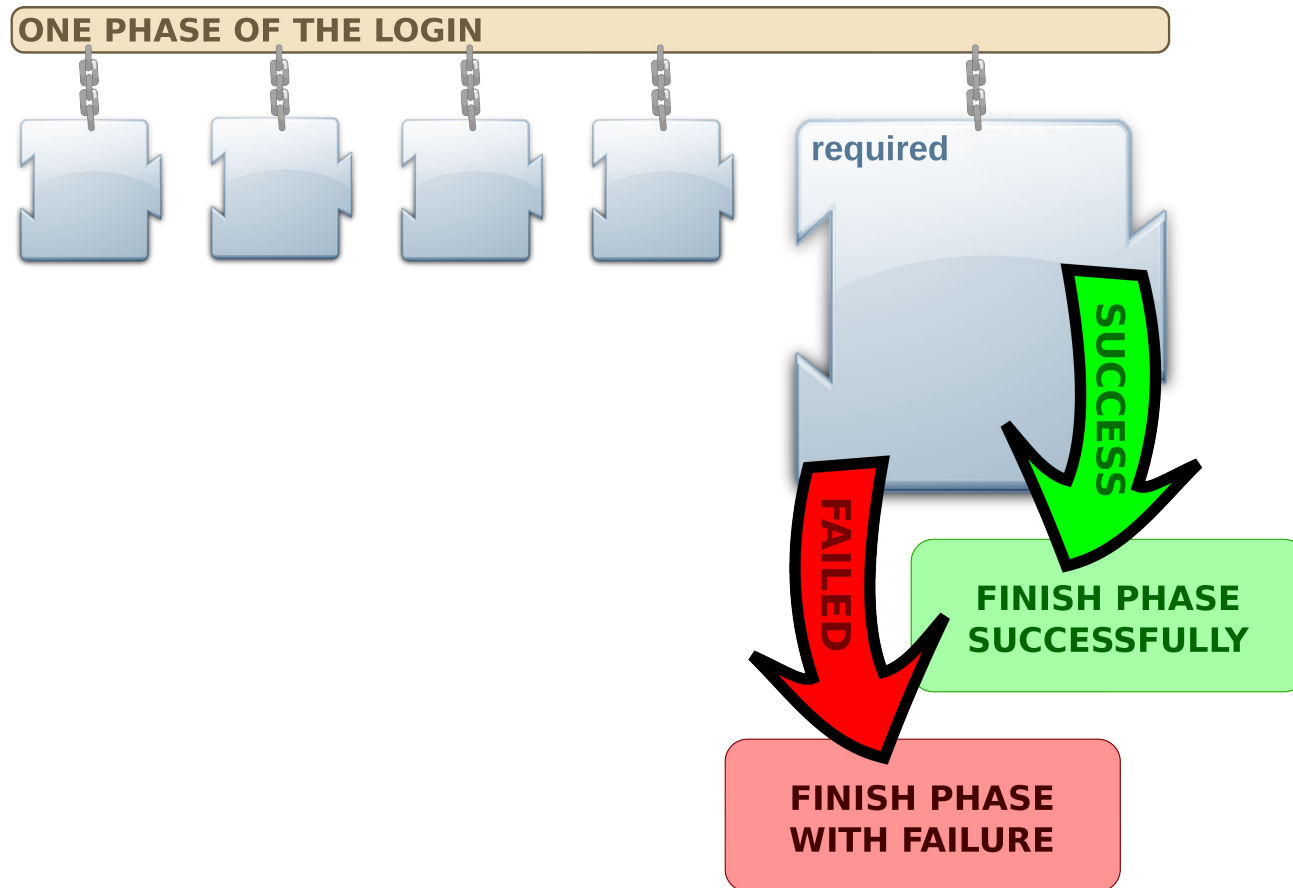 ONE PHASE OF THE LOGIN
required
SUCCESS
FAILED
FINISH PHASE
SUCCESSFULLY
FINISH PHASE
WITH FAILURE